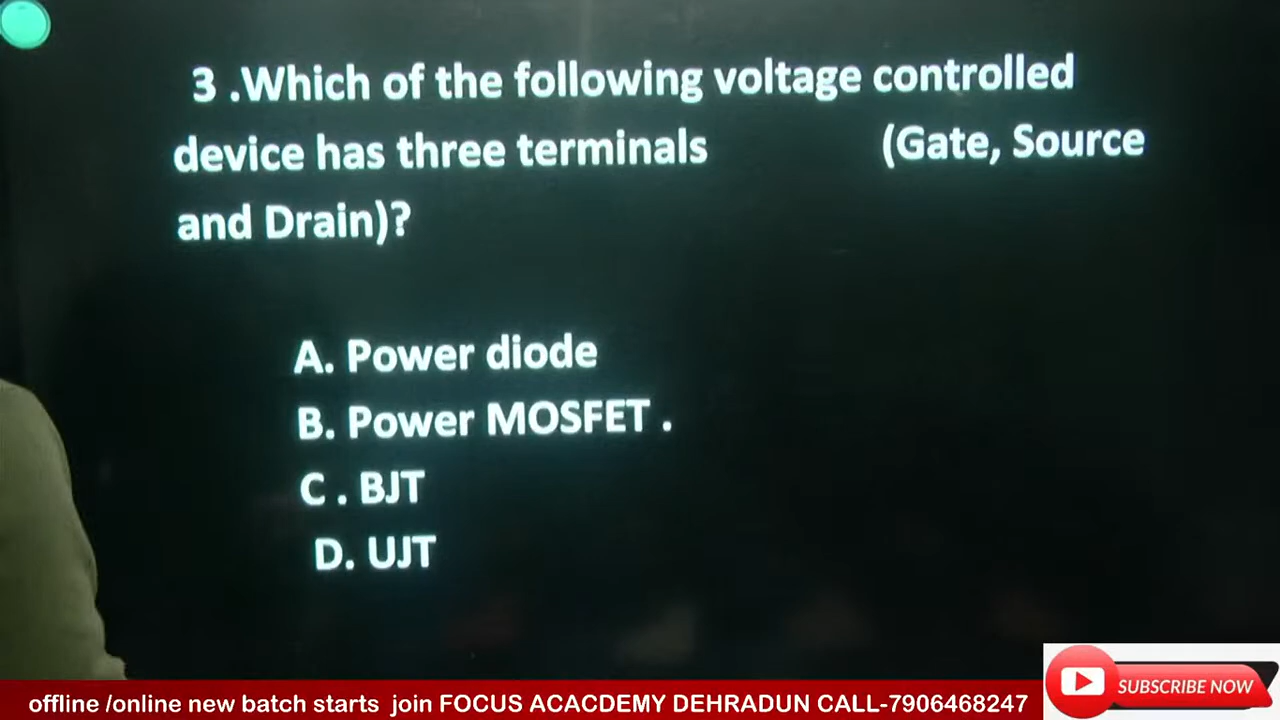 3 .Which of the following voltage controlled
device has three terminals (Gate, Source
and Drain)?
A. Power diode
B. Power MOSFET .
C . BJT
D. UJT
offline /online new batch starts join FOCUS ACACDEMY DEHRADUN CALL-7906468247
SUBSCRIBE NOW